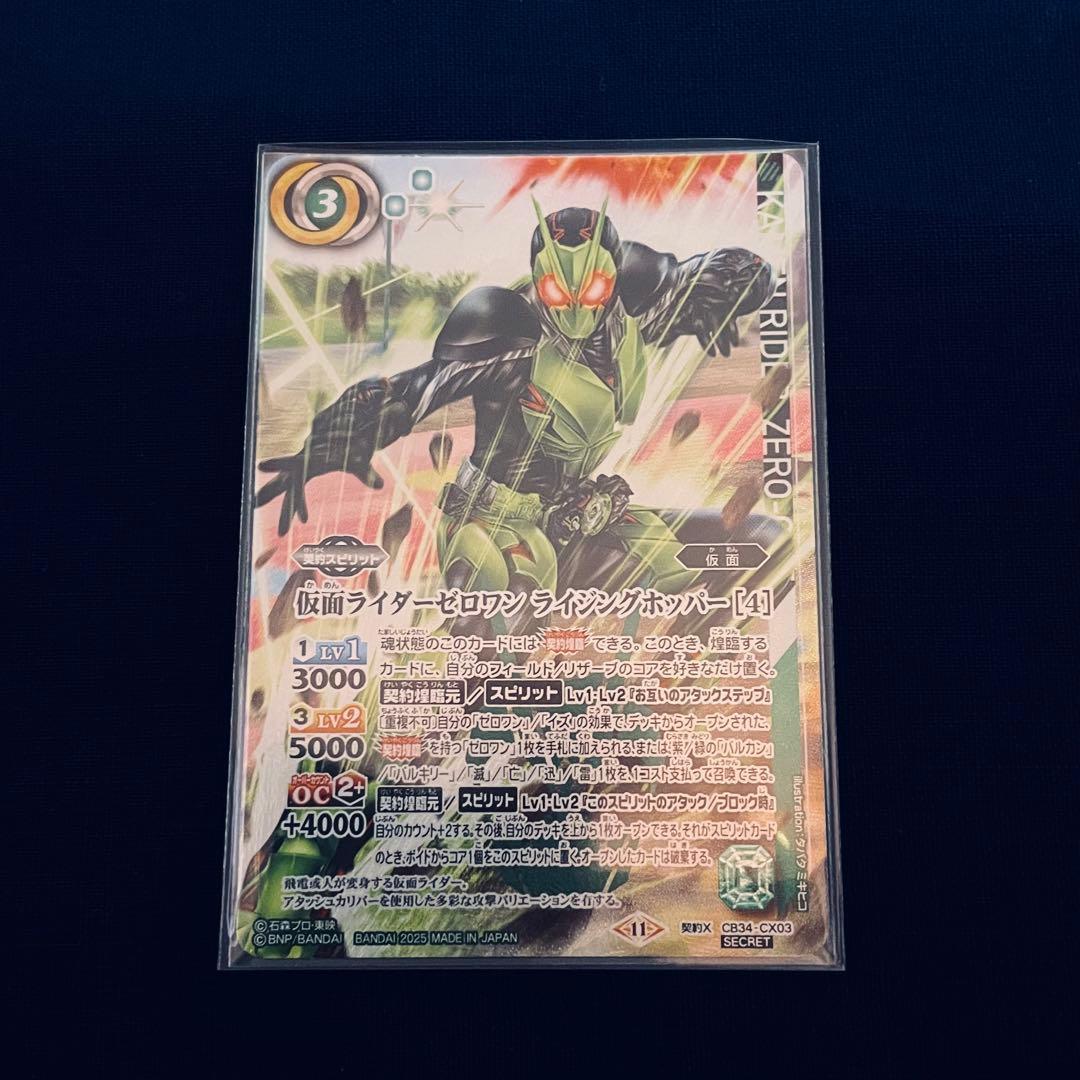 3
KAMEN RIDER ZERO-
けいやく
契約スピリット
かめん
仮面
かめん
仮面ライダーゼロワン ライジングホッパー[4]
1 LV1
3000
3 LV2
5000
オーバーカウント
OC 2+
+4000
魂状態のこのカードには契約煌臨できる。このとき、煌臨する
カードに、自分のフィールド/リザーブのコアを好きなだけ置く。
契約煌臨元/スピリット Lv1・Lv2『お互いのアタックステップ』
〔重複不可〕自分の「ゼロワン」/「イズ」の効果で、デッキからオープンされた、
契約煌臨を持つ「ゼロワン」1枚を手札に加えられる、または、紫/緑の「バルカン」
/「バルキリー」/「滅」/「亡」/「迅」/「雷」1枚を、1コスト支払って召喚できる。
契約煌臨元/スピリット Lv1・Lv2『このスピリットのアタック/ブロック時』
自分のカウント+2する。その後、自分のデッキを上から1枚オープンできる。それがスピリットカード
のとき、ボイドからコア1個をこのスピリットに置く。オープンしたカードは破棄する。
飛電或人が変身する仮面ライダー。
アタッシュカリバーを使用した多彩な攻撃バリエーションを有する。
illustration:タバタミキヒコ
©石森プロ・東映
©BNP/BANDAI BANDAI 2025 MADE IN JAPAN
11 契約X CB34-CX03
SECRET